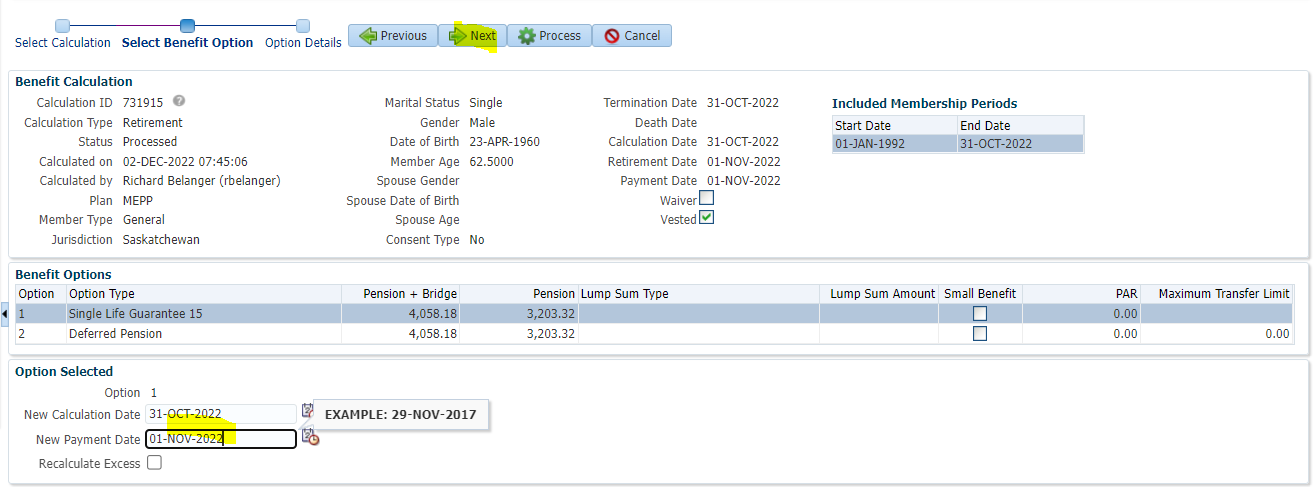 Select Calculation Select Benefit Option Option Details Previous Next Process Cancel
Benefit Calculation
Calculation ID 731915 ? Marital Status Single Termination Date 31-OCT-2022 Included Membership Periods
Calculation Type Retirement Gender Male Death Date Start Date End Date
Status Processed Date of Birth 23-APR-1960 Calculation Date 31-OCT-2022 01-JAN-1992 31-OCT-2022
Calculated on 02-DEC-2022 07:45:06 Member Age 62.5000 Retirement Date 01-NOV-2022
Calculated by Richard Belanger (rbelanger) Spouse Gender Payment Date 01-NOV-2022
Plan MEPP Spouse Date of Birth Waiver
Member Type General Spouse Age Vested
Jurisdiction Saskatchewan Consent Type No
Benefit Options
Option Option Type Pension + Bridge Pension Lump Sum Type Lump Sum Amount Small Benefit PAR Maximum Transfer Limit
1 Single Life Guarantee 15 4,058.18 3,203.32 0.00
2 Deferred Pension 4,058.18 3,203.32 0.00 0.00
Option Selected
Option 1
New Calculation Date 31-OCT-2022 EXAMPLE: 29-NOV-2017
New Payment Date 01-NOV-2022
Recalculate Excess